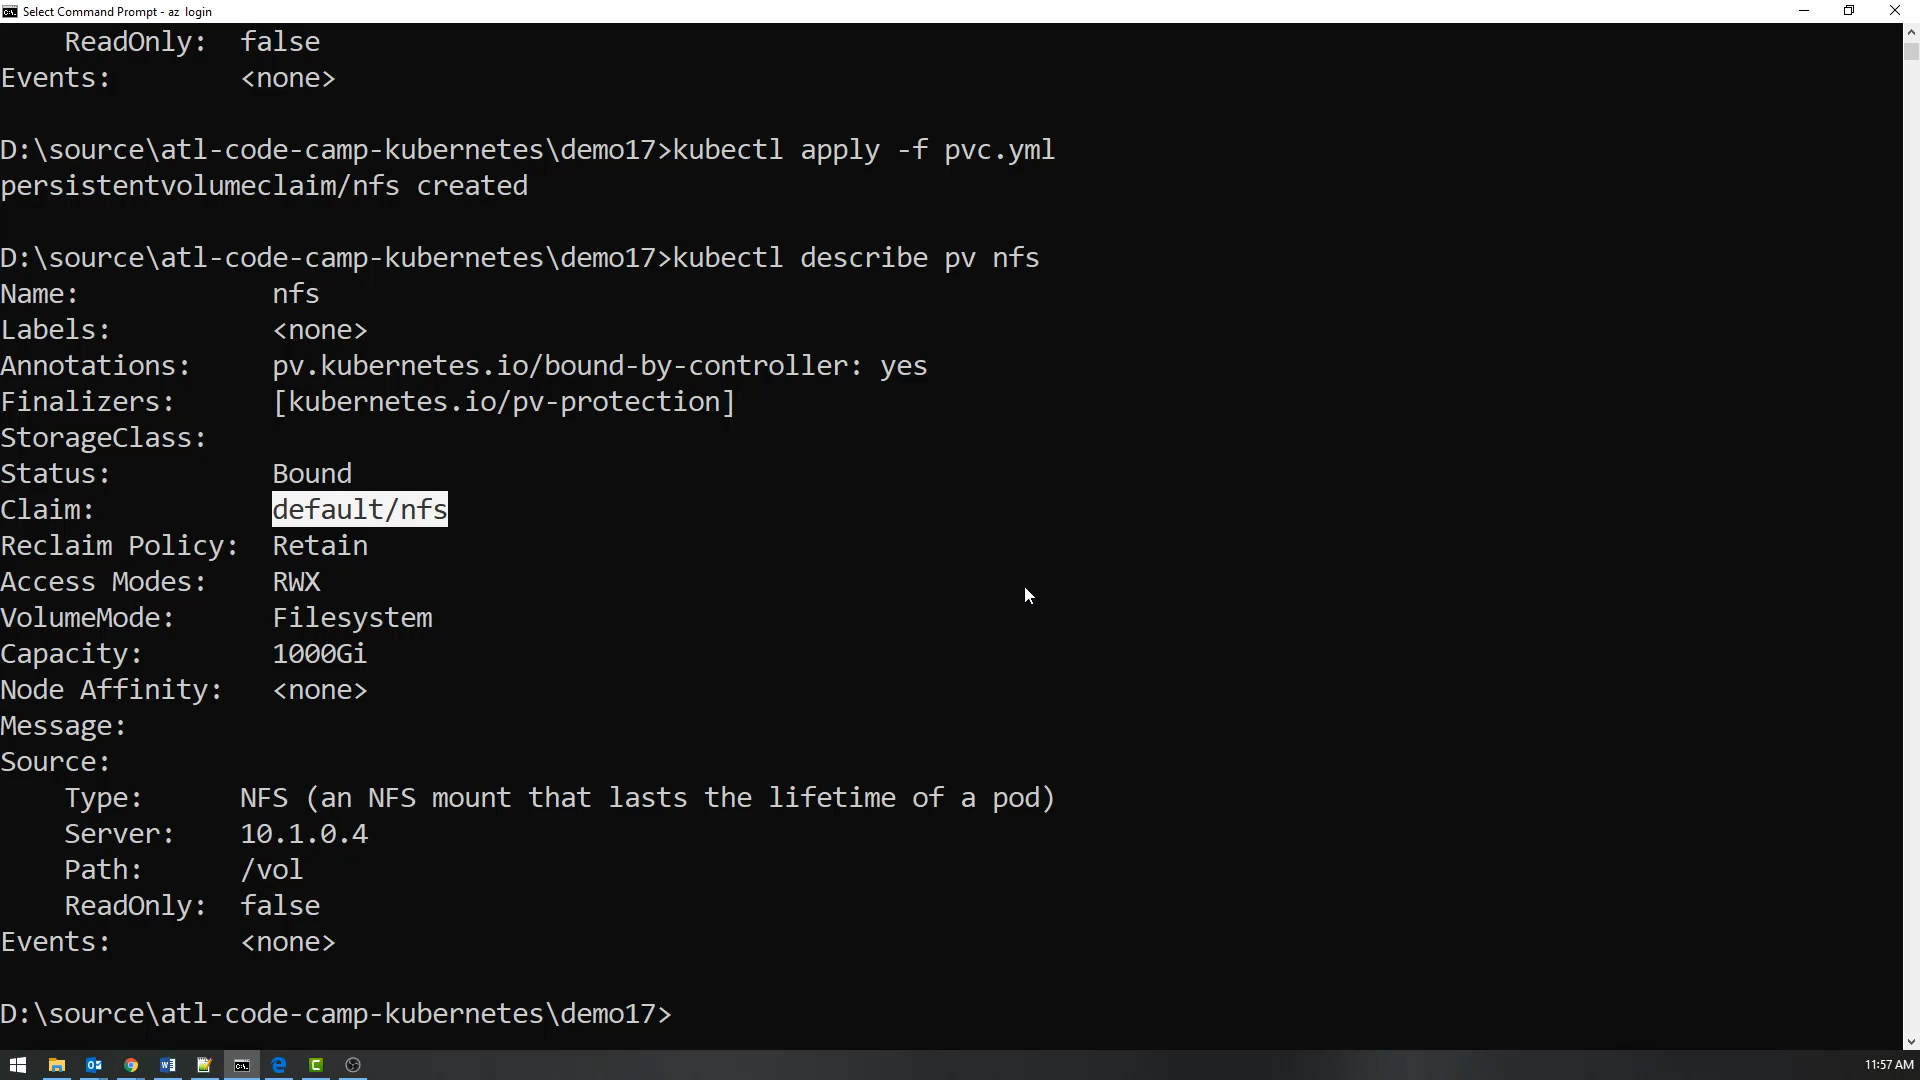 Select Command Prompt - az  login
    ReadOnly:  false
Events:        <none>
D:\source\atl-code-camp-kubernetes\demo17>kubectl apply -f pvc.yml
persistentvolumeclaim/nfs created
D:\source\atl-code-camp-kubernetes\demo17>kubectl describe pv nfs
Name:            nfs
Labels:          <none>
Annotations:     pv.kubernetes.io/bound-by-controller: yes
Finalizers:      [kubernetes.io/pv-protection]
StorageClass:
Status:          Bound
Claim:           default/nfs
Reclaim Policy:  Retain
Access Modes:    RWX
VolumeMode:      Filesystem
Capacity:        1000Gi
Node Affinity:   <none>
Message:
Source:
    Type:      NFS (an NFS mount that lasts the lifetime of a pod)
    Server:    10.1.0.4
    Path:      /vol
    ReadOnly:  false
Events:        <none>
D:\source\atl-code-camp-kubernetes\demo17>
11:57 AM